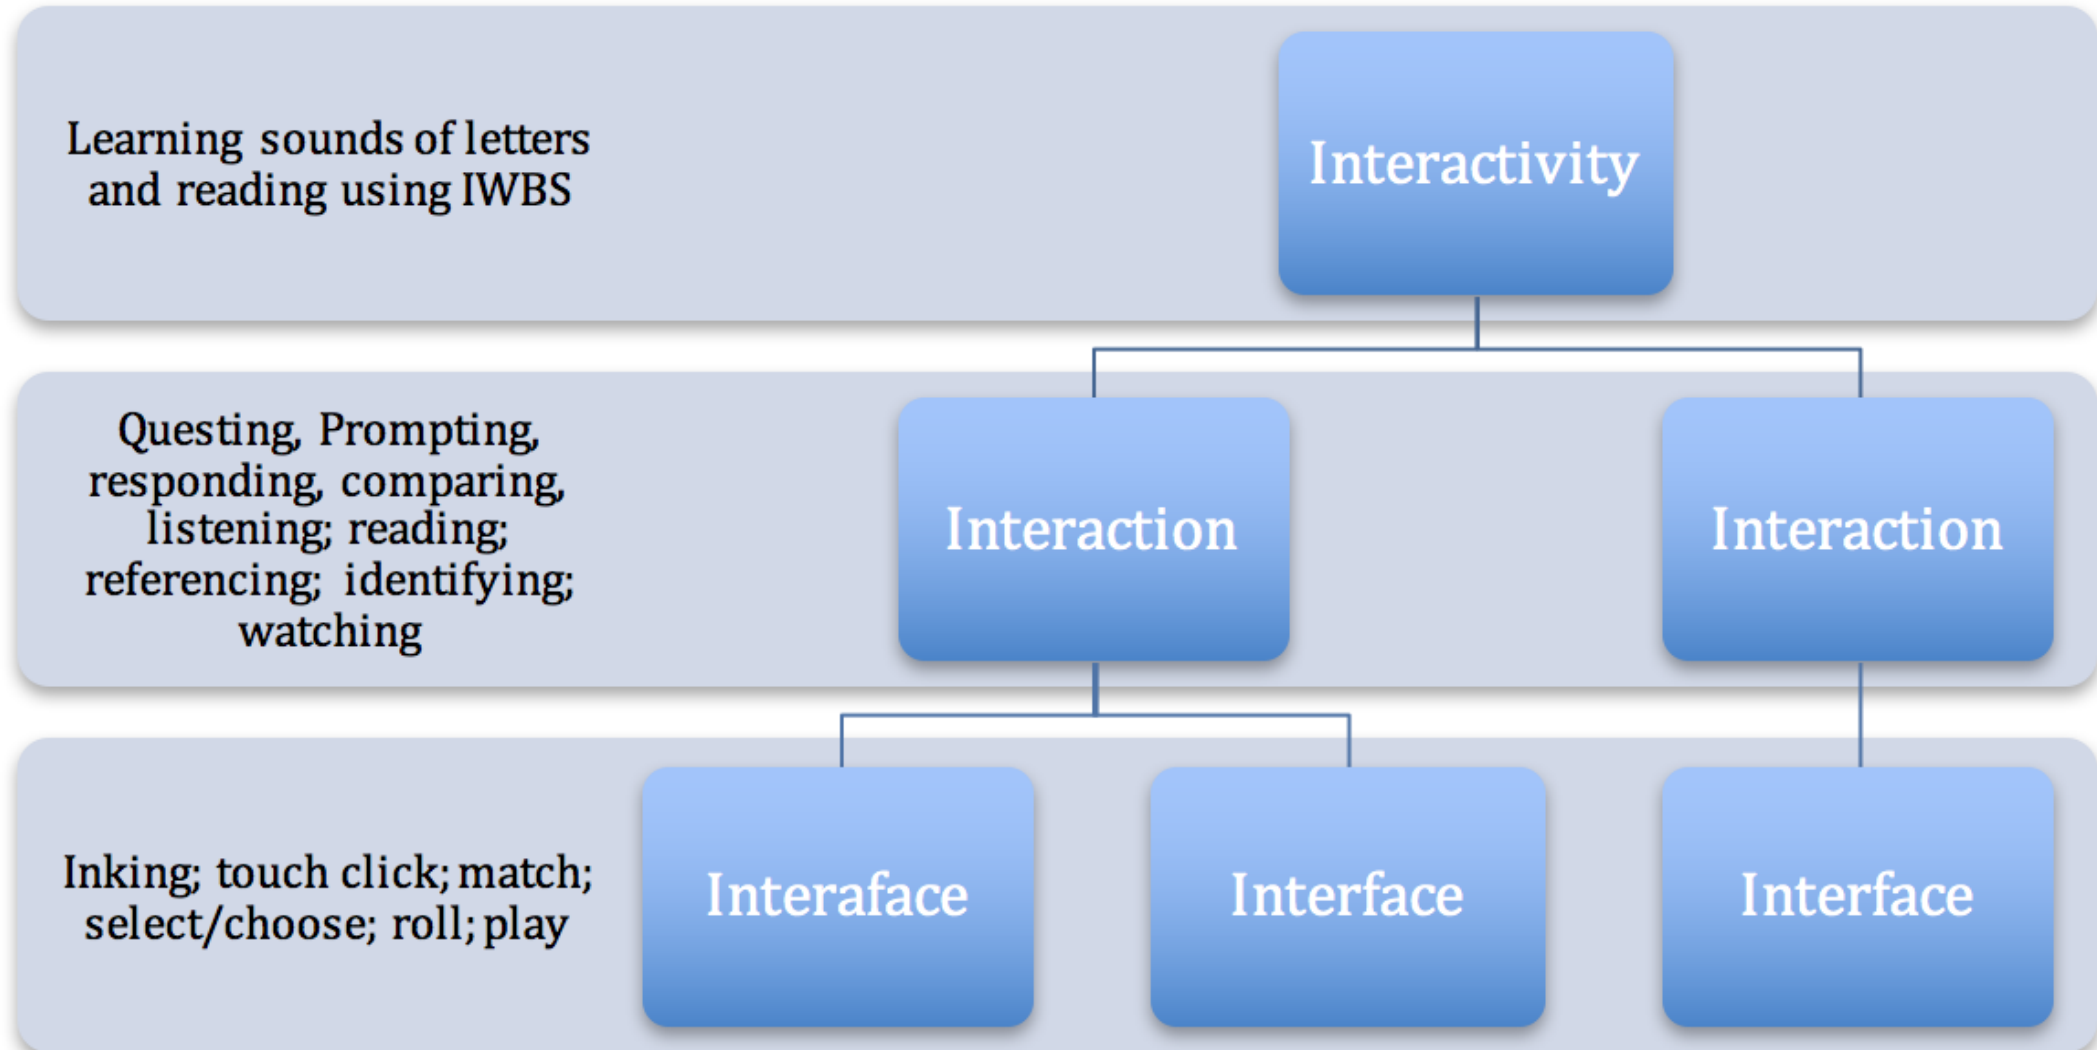 Learning sounds of letters
and reading using IWBS
Interactivity
Questing, Prompting,
responding, comparing,
listening; reading;
referencing; identifying;
watching
Interaction
Interaction
Inking; touch click; match;
select/choose; roll; play
Interaface
Interface
Interface